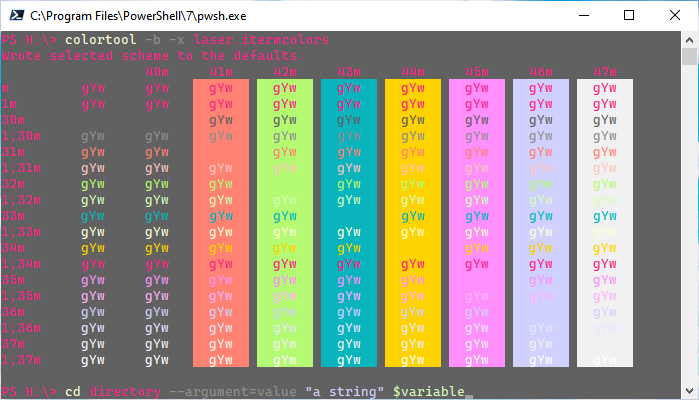 C:\Program Files\PowerShell\7\pwsh.exe
PS H:\> colortool -b -x laser.itermcolors
Wrote selected scheme to the defaults.
40m 41m 42m 43m 44m 45m 46m 47m
m gYw gYw gYw gYw gYw gYw gYw gYw gYw
1m gYw gYw gYw gYw gYw gYw gYw gYw gYw
30m gYw gYw gYw gYw gYw gYw gYw
1;30m gYw gYw gYw gYw gYw gYw gYw gYw gYw
31m gYw gYw gYw gYw gYw gYw gYw gYw
1;31m gYw gYw gYw gYw gYw gYw gYw gYw gYw
32m gYw gYw gYw gYw gYw gYw gYw gYw
1;32m gYw gYw gYw gYw gYw gYw gYw gYw gYw
33m gYw gYw gYw gYw gYw gYw gYw gYw
1;33m gYw gYw gYw gYw gYw gYw gYw gYw gYw
34m gYw gYw gYw gYw gYw gYw gYw gYw
1;34m gYw gYw gYw gYw gYw gYw gYw gYw gYw
35m gYw gYw gYw gYw gYw gYw gYw gYw
1;35m gYw gYw gYw gYw gYw gYw gYw gYw gYw
36m gYw gYw gYw gYw gYw gYw gYw gYw
1;36m gYw gYw gYw gYw gYw gYw gYw gYw gYw
37m gYw gYw gYw gYw gYw gYw gYw gYw
1;37m gYw gYw gYw gYw gYw gYw gYw gYw gYw
PS H:\> cd directory --argument=value "a string" $variable